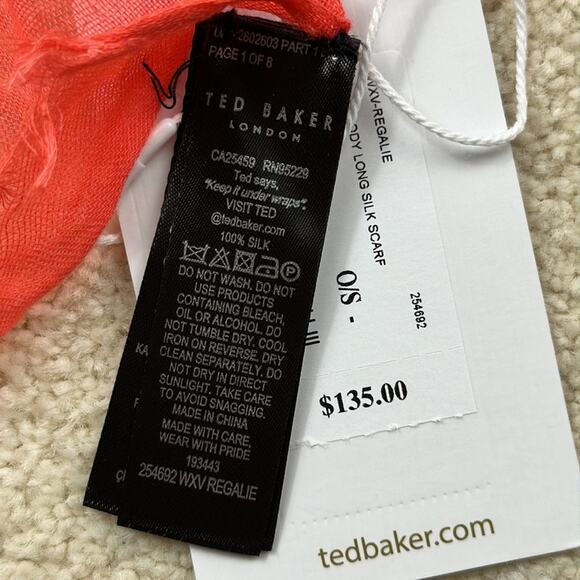 2602603 PART 1
PAGE 1 OF 8
TED BAKER
LONDON
CA25459 RN95229
Ted says,
"Keep it under wraps".
VISIT TED
@tedbaker.com
100% SILK
DO NOT WASH. DO NOT
USE PRODUCTS
CONTAINING BLEACH,
OIL OR ALCOHOL. DO
NOT TUMBLE DRY. COOL
IRON ON REVERSE. DRY
CLEAN SEPARATELY. DO
NOT DRY IN DIRECT
SUNLIGHT. TAKE CARE
TO AVOID SNAGGING.
MADE IN CHINA
MADE WITH CARE,
WEAR WITH PRIDE
193443
254692 WXV REGALIE
KA
WXV-REGALIE
LONG SILK SCARF
254692
O/S -
$135.00
tedbaker.com